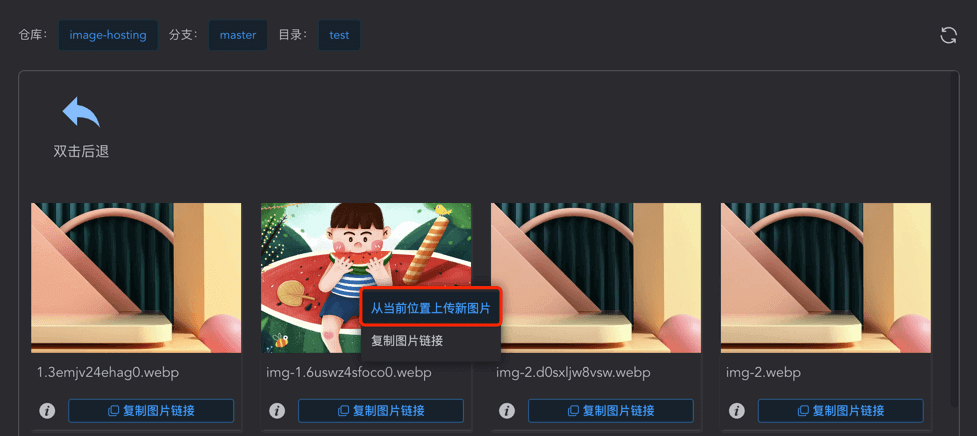 仓库： image-hosting 分支： master 目录： test
双击后退
从当前位置上传新图片
复制图片链接
1.3emjv24ehag0.webp
img-1.6uswz4sfoco0.webp
img-2.d0sxljw8vsw.webp
img-2.webp
复制图片链接
复制图片链接
复制图片链接
复制图片链接